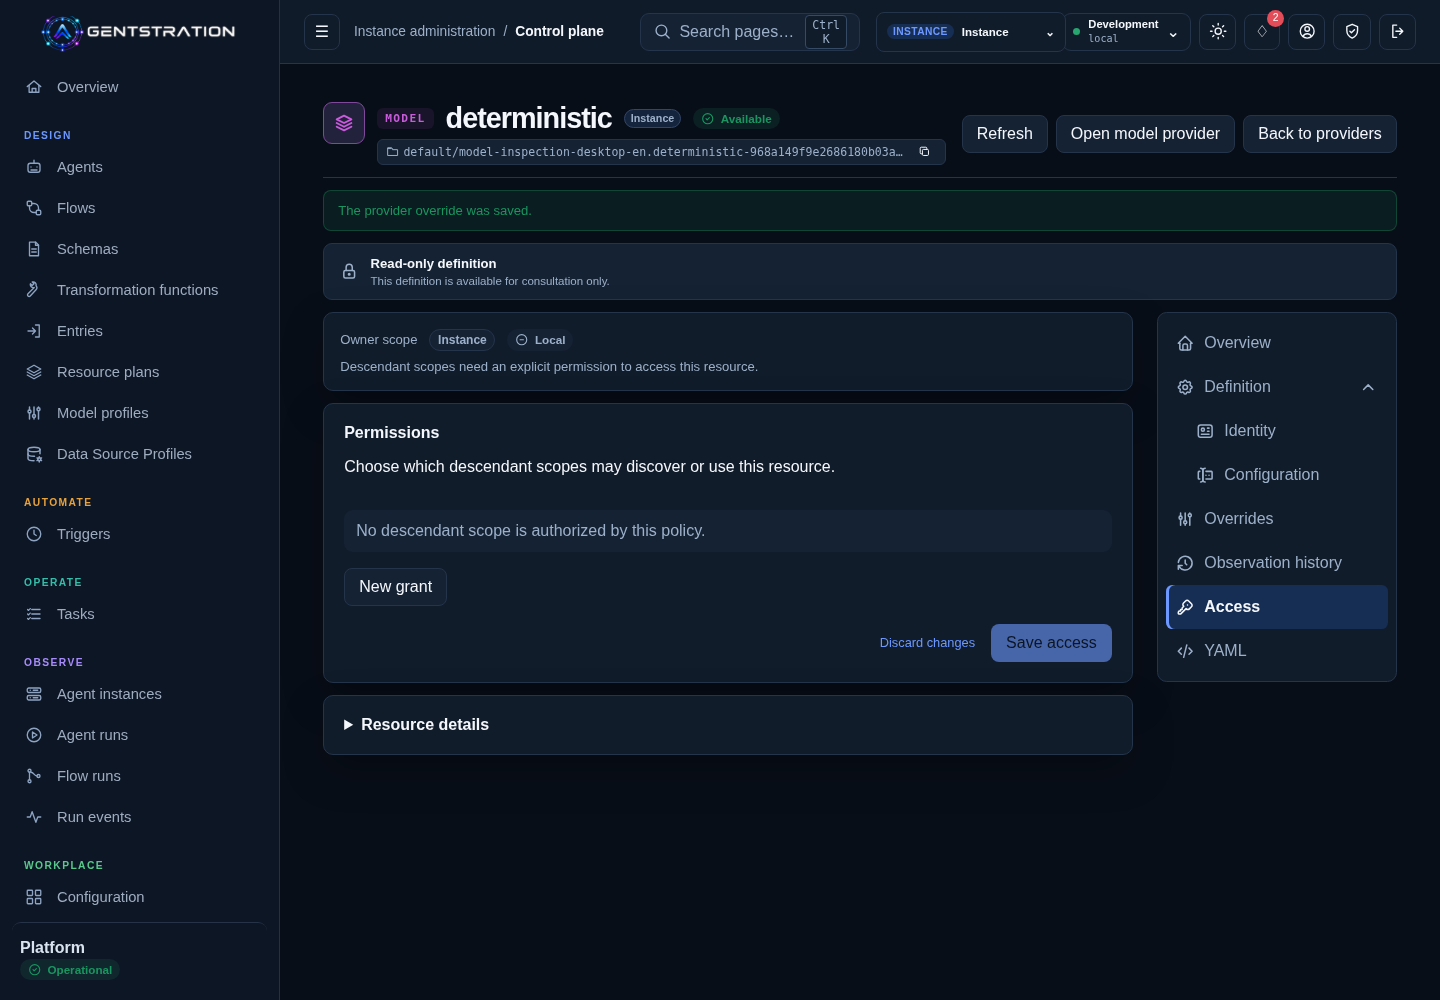 GENTSTRATION
☰
Instance administration / Control plane
Search pages…
Ctrl
K
INSTANCE Instance
Development
local
2
Overview
DESIGN
Agents
Flows
Schemas
Transformation functions
Entries
Resource plans
Model profiles
Data Source Profiles
AUTOMATE
Triggers
OPERATE
Tasks
OBSERVE
Agent instances
Agent runs
Flow runs
Run events
WORKPLACE
Configuration
Platform
Operational
MODEL deterministic Instance Available
default/model-inspection-desktop-en.deterministic-968a149f9e2686180b03a…
Refresh
Open model provider
Back to providers
The provider override was saved.
Read-only definition
This definition is available for consultation only.
Owner scope Instance Local
Descendant scopes need an explicit permission to access this resource.
Permissions
Choose which descendant scopes may discover or use this resource.
No descendant scope is authorized by this policy.
New grant
Discard changes Save access
▶ Resource details
Overview
Definition
Identity
Configuration
Overrides
Observation history
Access
YAML